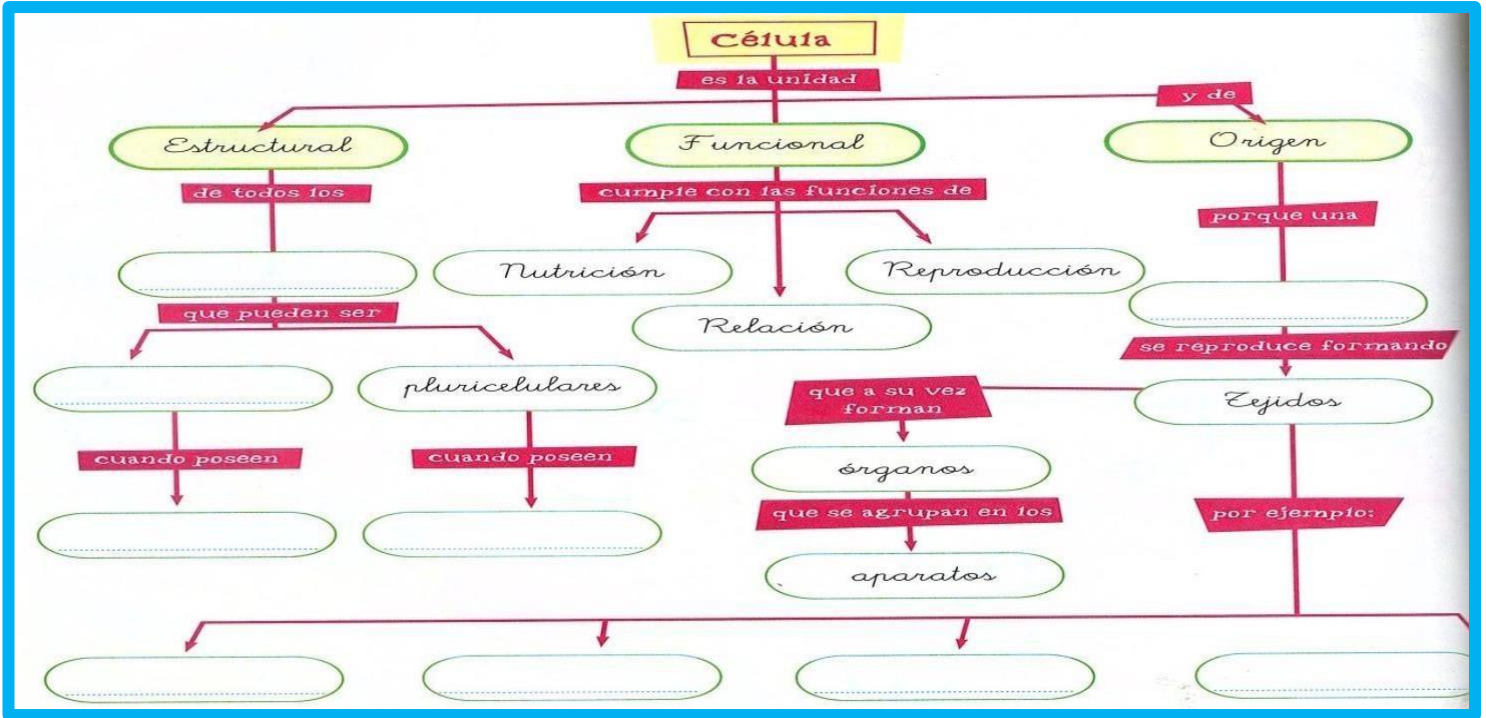 Célula
es la unidad
y de
Estructural
Funcional
Origen
de todos los
cumple con las funciones de
porque una
Nutrición
Reproducción
Relación
que pueden ser
se reproduce formando
pluricelulares
que a su vez
forman
Tejidos
cuando poseen
cuando poseen
órganos
que se agrupan en los
por ejemplo:
aparatos